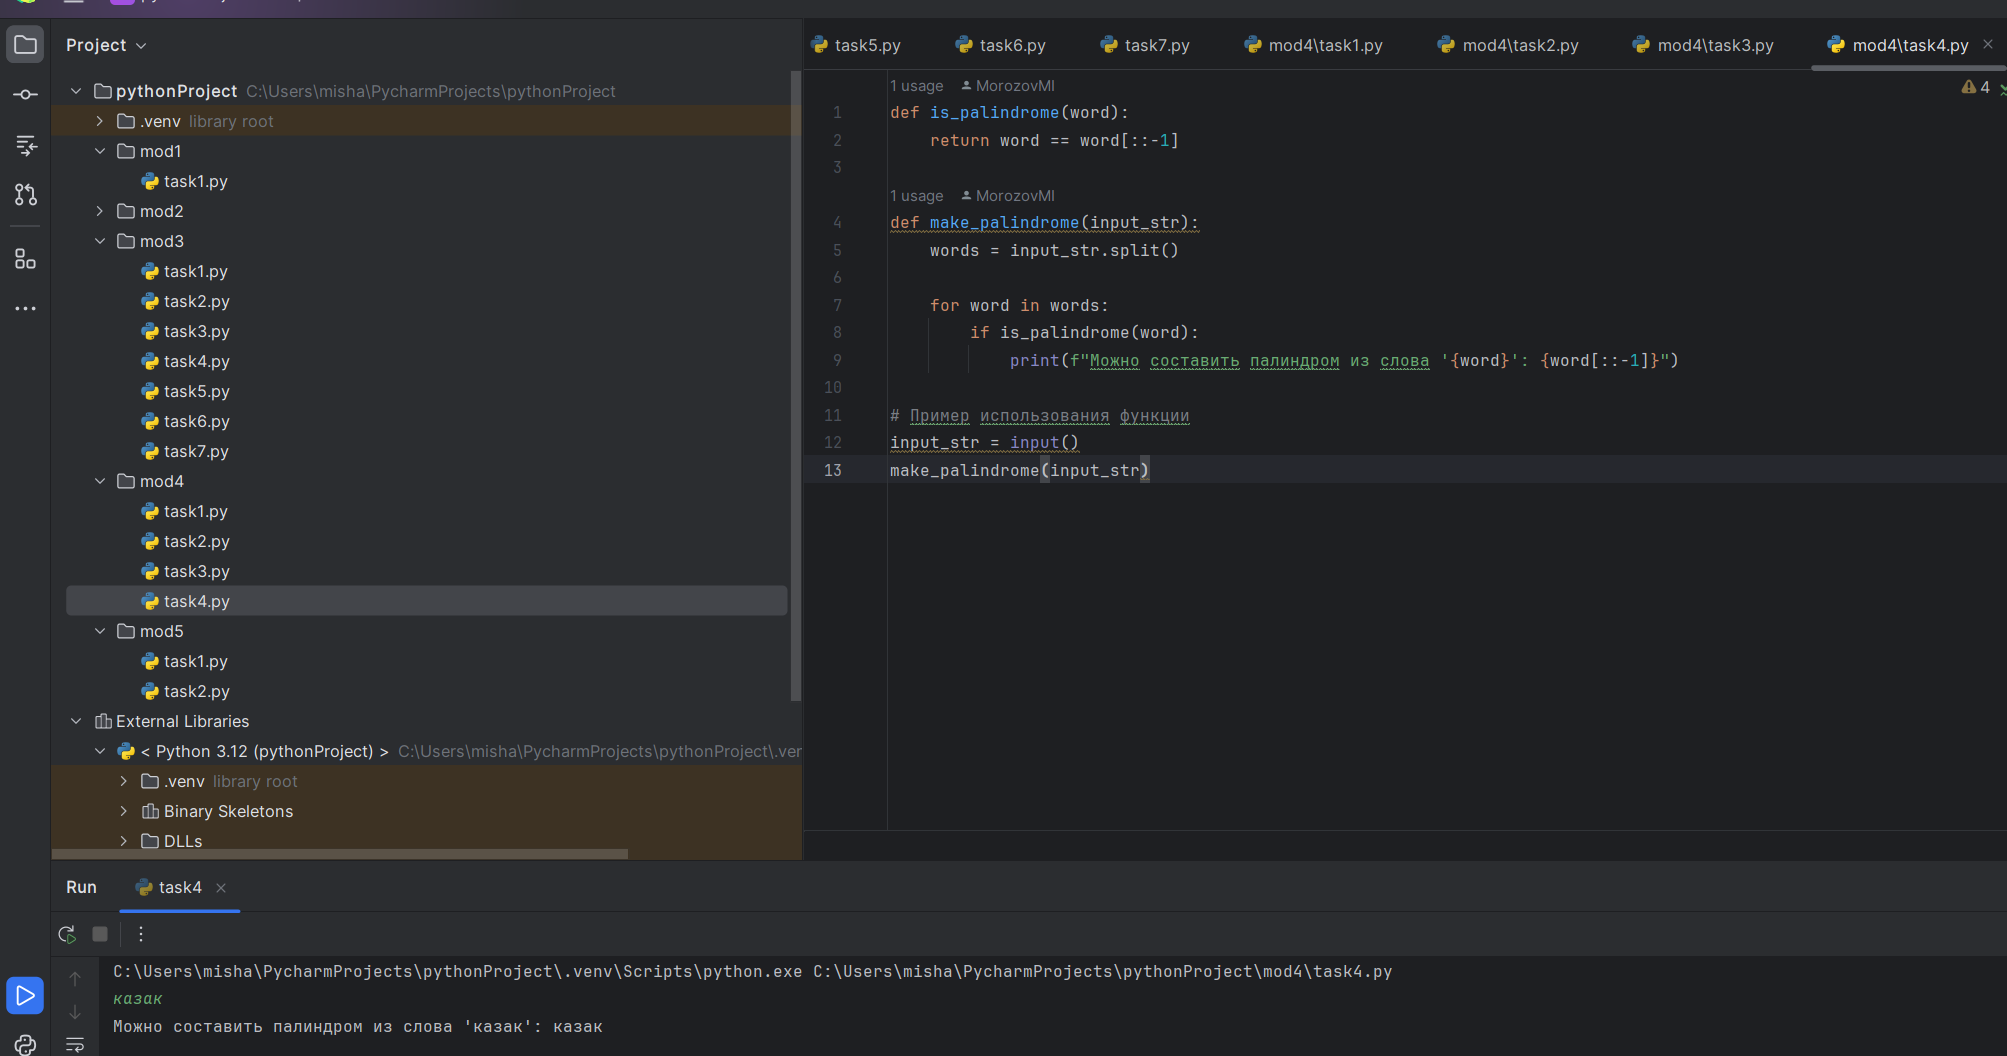 Project
pythonProject C:\Users\misha\PycharmProjects\pythonProject
.venv library root
mod1
task1.py
mod2
mod3
task1.py
task2.py
task3.py
task4.py
task5.py
task6.py
task7.py
mod4
task1.py
task2.py
task3.py
task4.py
mod5
task1.py
task2.py
External Libraries
< Python 3.12 (pythonProject) > C:\Users\misha\PycharmProjects\pythonProject\.ver
.venv library root
Binary Skeletons
DLLs
task5.py task6.py task7.py mod4\task1.py mod4\task2.py mod4\task3.py mod4\task4.py
1 usage MorozovMI
4
1 def is_palindrome(word):
2 return word == word[::-1]
3
1 usage MorozovMI
4 def make_palindrome(input_str):
5 words = input_str.split()
6
7 for word in words:
8 if is_palindrome(word):
9 print(f"Можно составить палиндром из слова '{word}': {word[::-1]}")
10
11 # Пример использования функции
12 input_str = input()
13 make_palindrome(input_str)
Run task4
C:\Users\misha\PycharmProjects\pythonProject\.venv\Scripts\python.exe C:\Users\misha\PycharmProjects\pythonProject\mod4\task4.py
казак
Можно составить палиндром из слова 'казак': казак